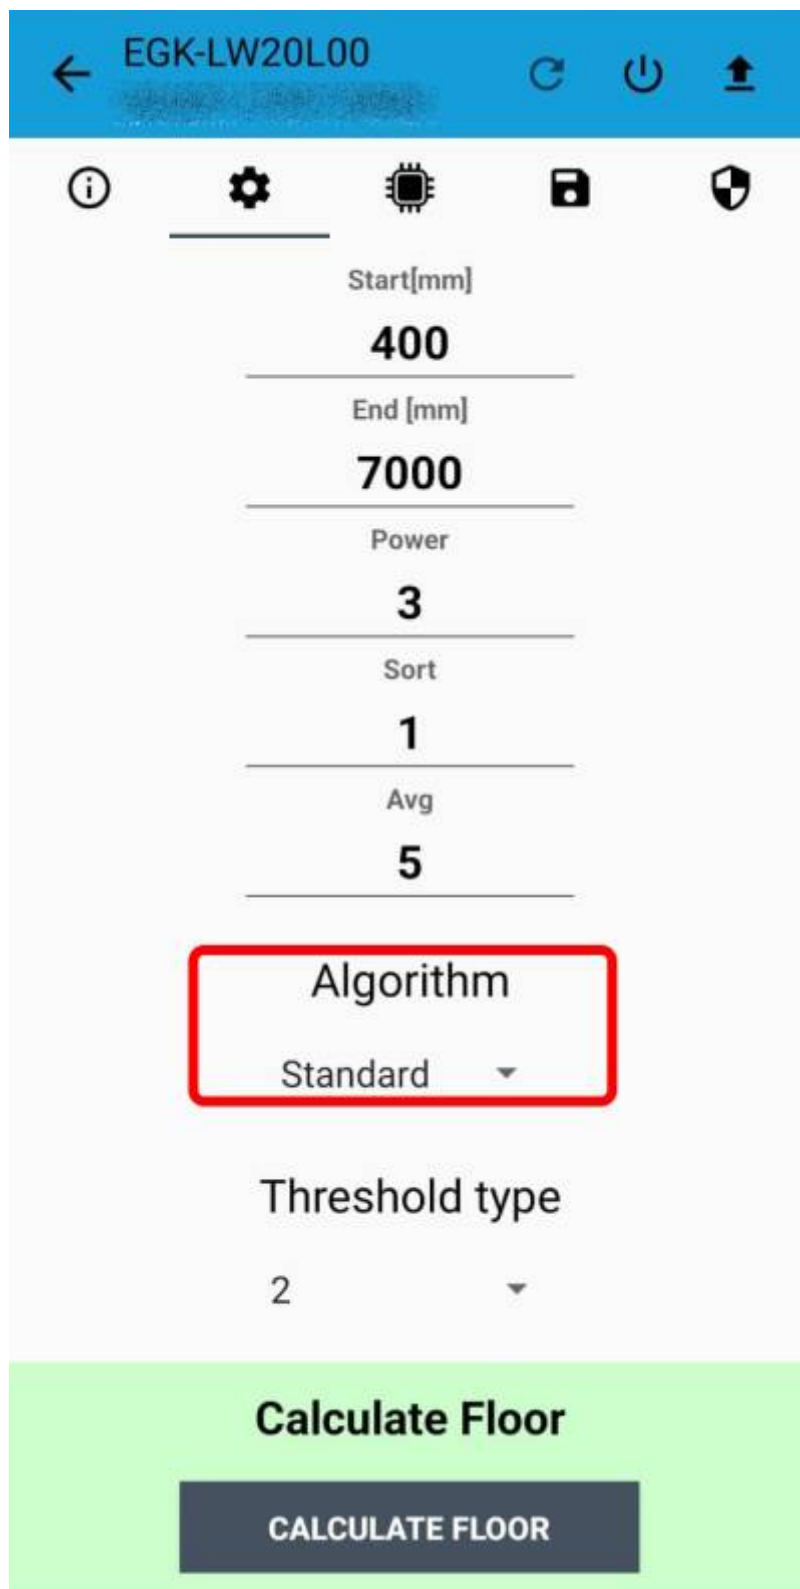 EGK-LW20L00
Start[mm]
400
End [mm]
7000
Power
3
Sort
1
Avg
5
Algorithm
Standard
Threshold type
2
Calculate Floor
CALCULATE FLOOR